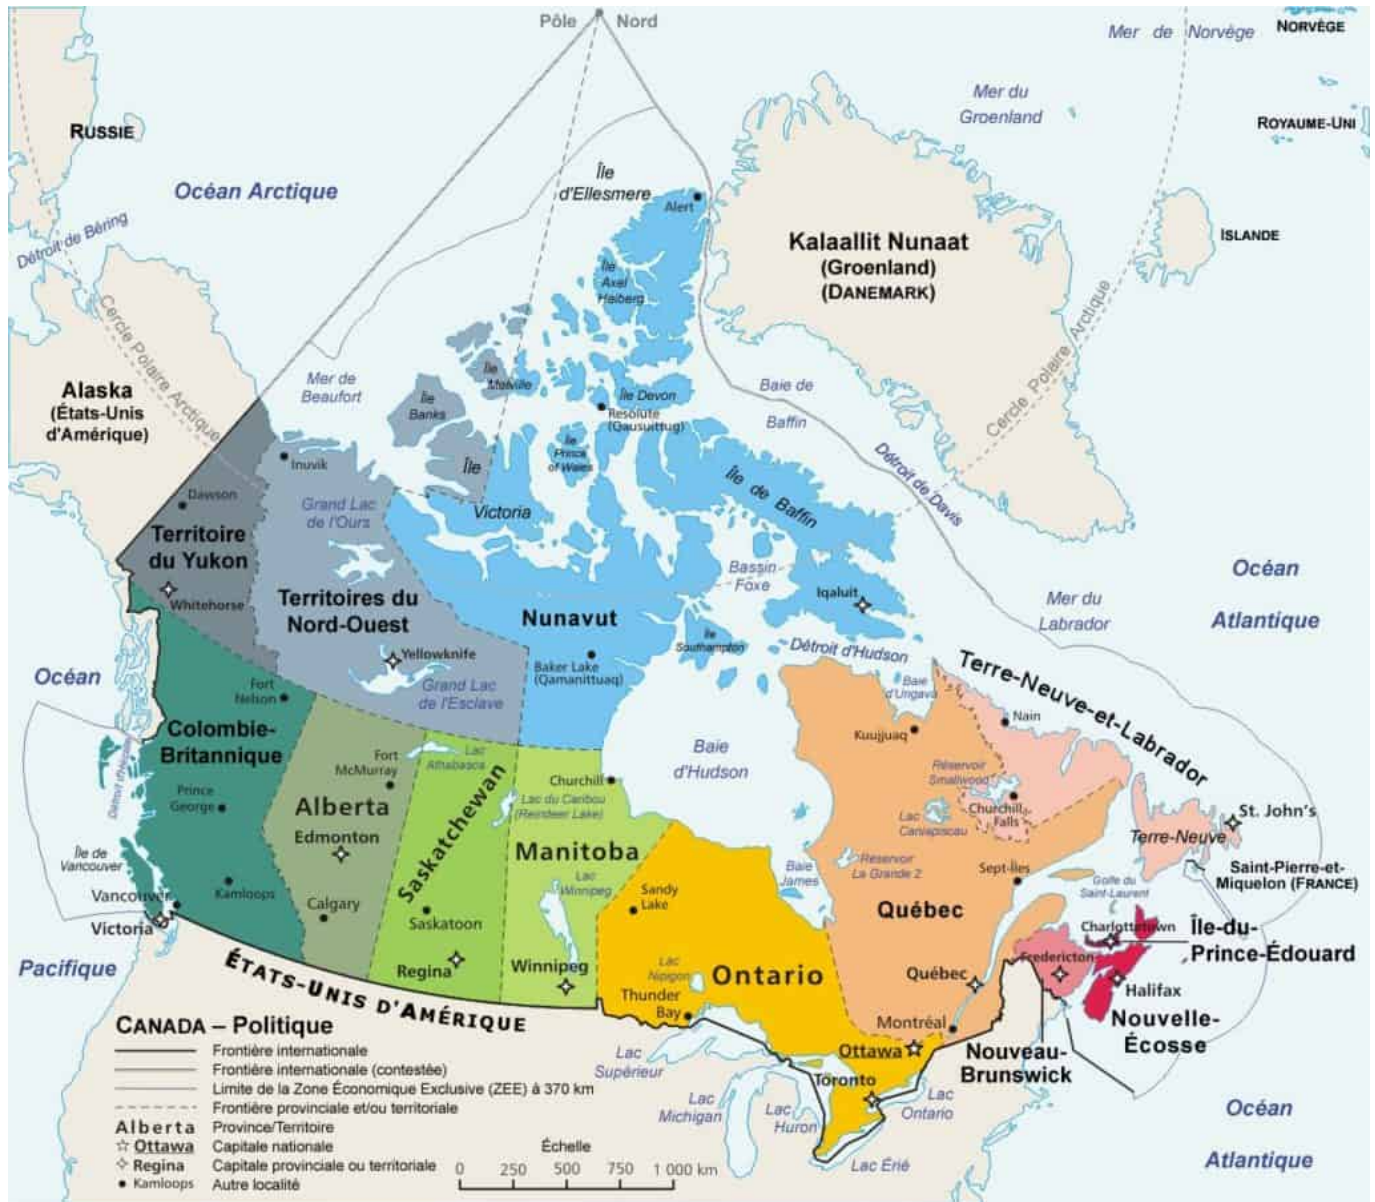 Pôle Nord
Mer de Norvège
NORVÈGE
Mer du
Groenland
RUSSIE
ROYAUME-UNI
Océan Arctique
Île
d'Ellesmere
Alert
Détroit de Béring
Kalaallit Nunaat
(Groenland)
(DANEMARK)
ISLANDE
Île
Axel
Heiberg
Cercle Polaire Arctique
Cercle Polaire Arctique
Alaska
(États-Unis
d'Amérique)
Mer de
Beaufort
Île
Banks
Île
Melville
Île Devon
Resolute
(Qausuittuq)
Baie de
Baffin
Île
Prince
of Wales
Île
Victoria
Île de Baffin
Détroit de Davis
Inuvik
Dawson
Grand Lac
de l'Ours
Territoire
du Yukon
Whitehorse
Territoires du
Nord-Ouest
Yellowknife
Grand Lac
de l'Esclave
Nunavut
Baker Lake
(Qamanittuaq)
Bassin
Foxe
Iqaluit
Île
Southampton
Détroit d'Hudson
Mer du
Labrador
Océan
Atlantique
Océan
Pacifique
Fort
Nelson
Colombie-
Britannique
Prince
George
Kamloops
Île de
Vancouver
Vancouver
Victoria
Fort
McMurray
Alberta
Edmonton
Calgary
Lac
Athabasca
Saskatchewan
Saskatoon
Regina
Churchill
Lac du Caribou
(Reindeer Lake)
Manitoba
Lac
Winnipeg
Winnipeg
Baie
d'Hudson
Baie
James
Sandy
Lake
Lac
Nipigon
Ontario
Thunder
Bay
Ottawa
Toronto
Baie
d'Ungava
Kuujjuaq
Réservoir
Smallwood
Churchill
Falls
Lac
Caniapiscau
Réservoir
La Grande 2
Sept-Îles
Québec
Québec
Montréal
Terre-Neuve-et-Labrador
Nain
Terre-Neuve
St. John's
Saint-Pierre-et-
Miquelon (FRANCE)
Golfe du
Saint-Laurent
Charlottetown
Île-du-
Prince-Édouard
Fredericton
Halifax
Nouvelle-
Écosse
Nouveau-
Brunswick
ÉTATS-UNIS D'AMÉRIQUE
Lac
Supérieur
Lac
Michigan
Lac
Huron
Lac
Ontario
Lac Érié
Océan
Atlantique
CANADA – Politique
Frontière internationale
Frontière internationale (contestée)
Limite de la Zone Économique Exclusive (ZEE) à 370 km
Frontière provinciale et/ou territoriale
Alberta Province/Territoire
Ottawa Capitale nationale
Regina Capitale provinciale ou territoriale
Kamloops Autre localité
Échelle
0 250 500 750 1 000 km